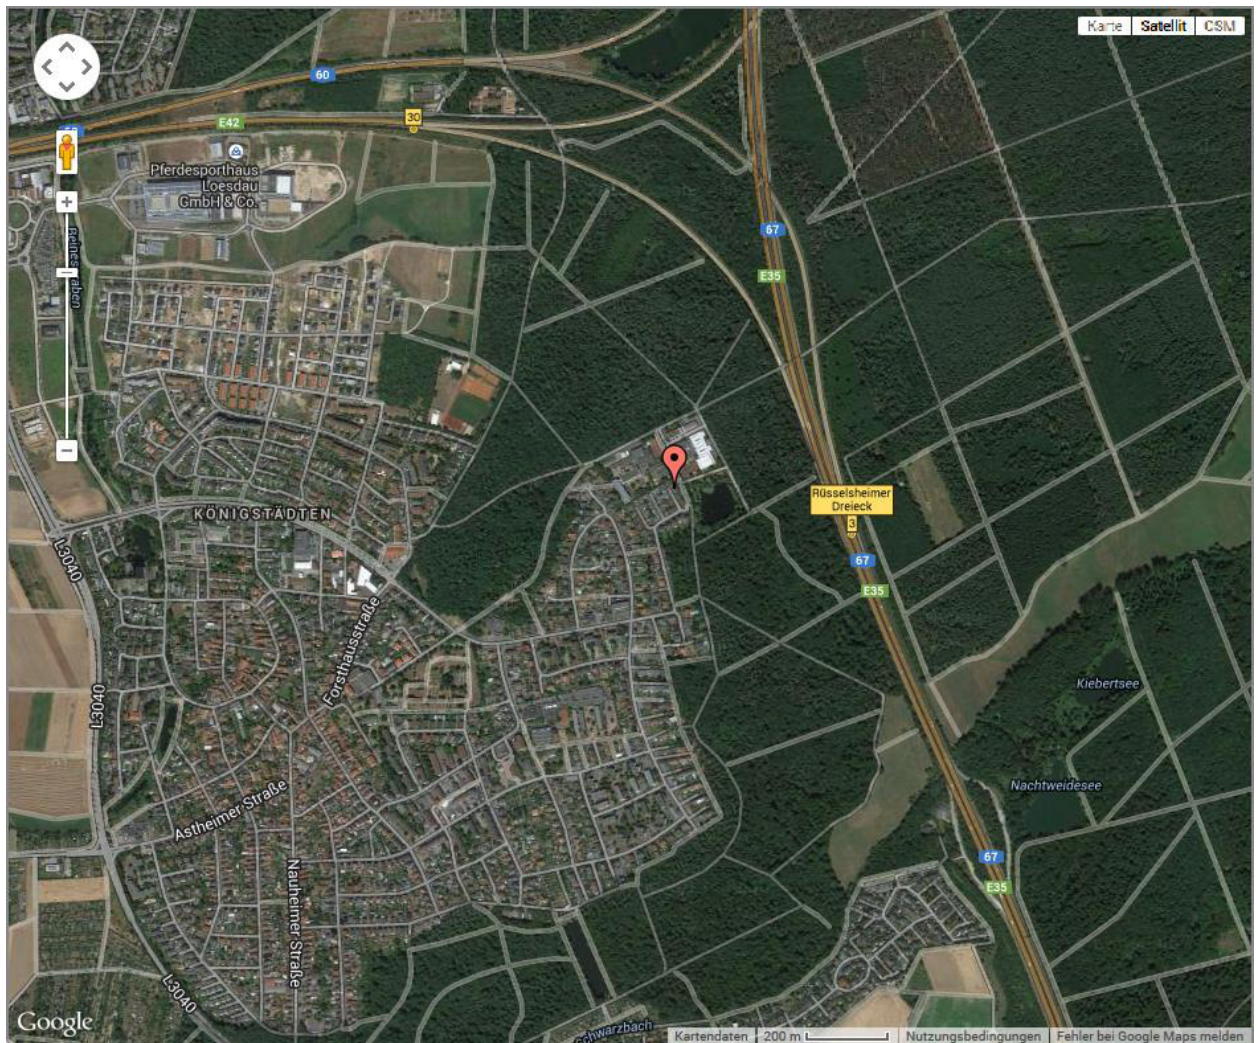 Karte
Satellit
OSM
60
30
E42
Pferdesporthaus
Loesdau
GmbH & Co.
67
E35
KÖNIGSTÄDTEN
Rüsselsheimer
Dreieck
3
67
E35
L3040
Forsthausstraße
L3040
Kiebertsee
Nachtweidesee
Astheimer Straße
Nauheimer Straße
67
E35
L3040
Google
Schwarzbach
Kartendaten
200 m
Nutzungsbedingungen
Fehler bei Google Maps melden